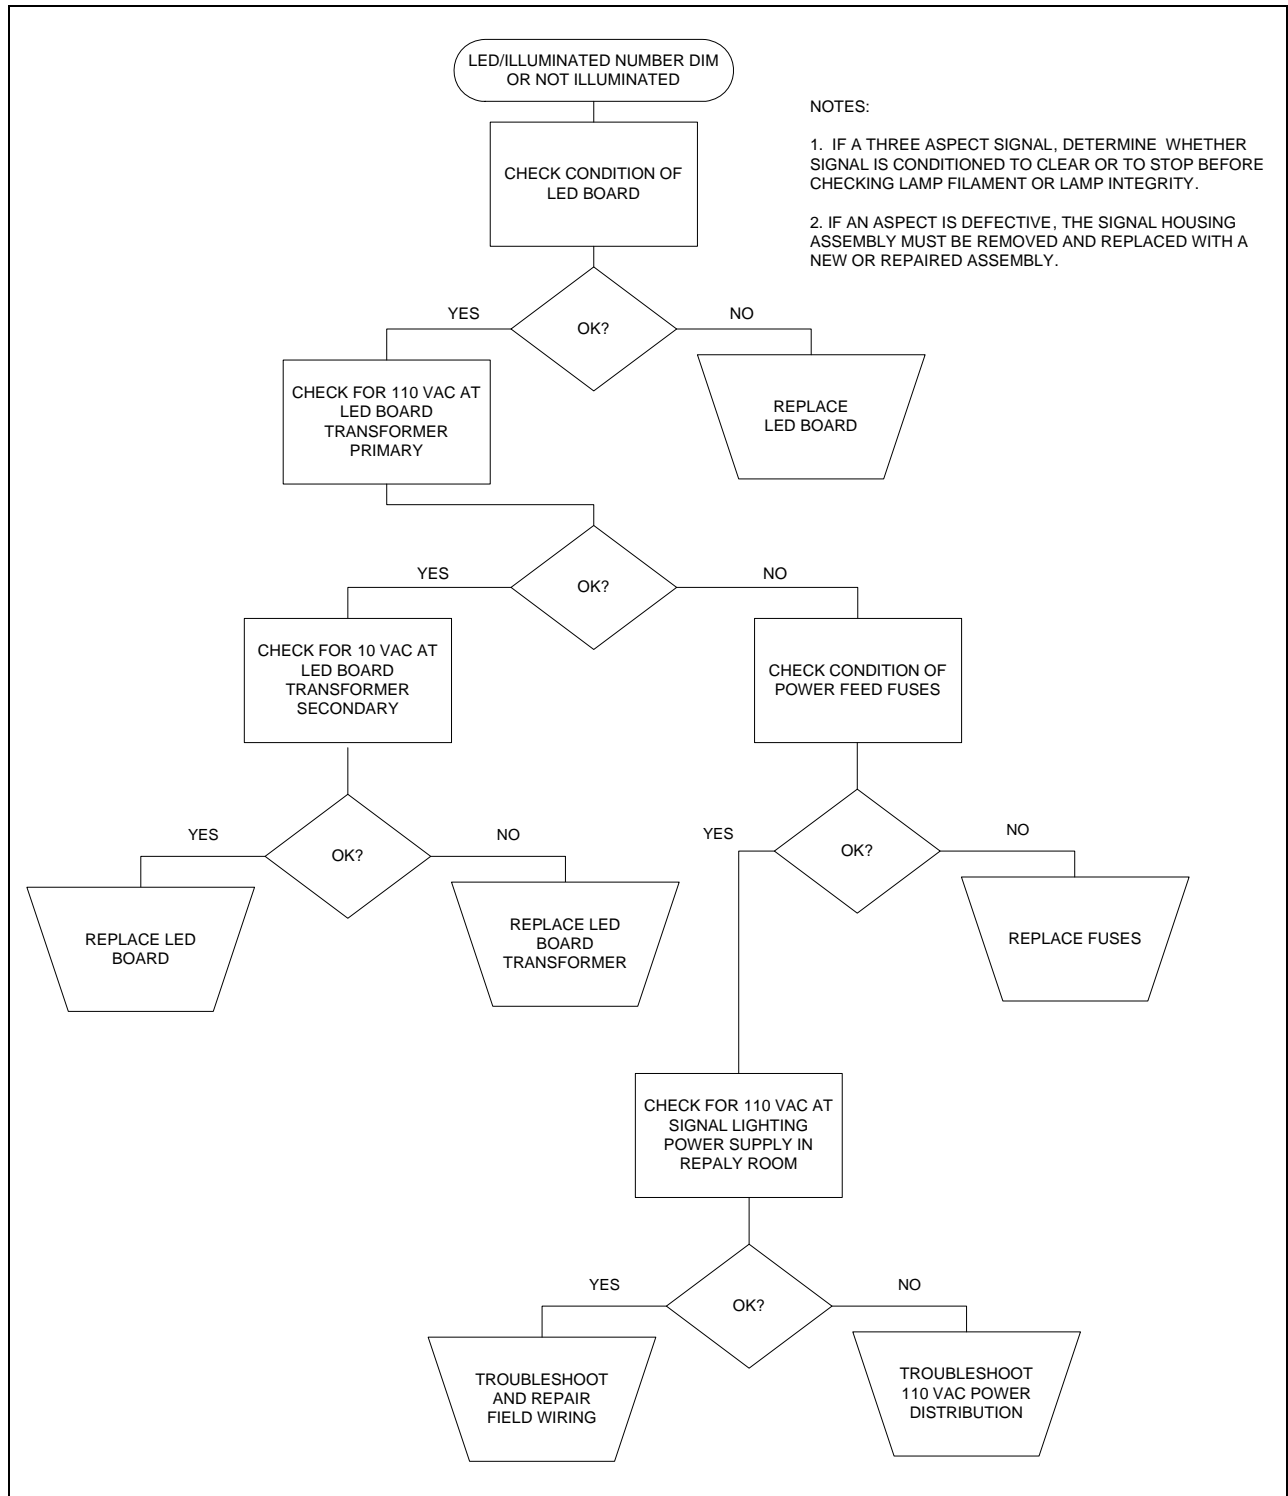 LED/ILLUMINATED NUMBER DIM
OR NOT ILLUMINATED
NOTES:
1. IF A THREE ASPECT SIGNAL, DETERMINE WHETHER
SIGNAL IS CONDITIONED TO CLEAR OR TO STOP BEFORE
CHECKING LAMP FILAMENT OR LAMP INTEGRITY.
2. IF AN ASPECT IS DEFECTIVE, THE SIGNAL HOUSING
ASSEMBLY MUST BE REMOVED AND REPLACED WITH A
NEW OR REPAIRED ASSEMBLY.
CHECK CONDITION OF
LED BOARD
YES
OK?
NO
CHECK FOR 110 VAC AT
LED BOARD
TRANSFORMER
PRIMARY
REPLACE
LED BOARD
YES
OK?
NO
CHECK FOR 10 VAC AT
LED BOARD
TRANSFORMER
SECONDARY
CHECK CONDITION OF
POWER FEED FUSES
YES
OK?
NO
YES
OK?
NO
REPLACE LED
BOARD
REPLACE LED
BOARD
TRANSFORMER
REPLACE FUSES
CHECK FOR 110 VAC AT
SIGNAL LIGHTING
POWER SUPPLY IN
REPALY ROOM
YES
OK?
NO
TROUBLESHOOT
AND REPAIR
FIELD WIRING
TROUBLESHOOT
110 VAC POWER
DISTRIBUTION